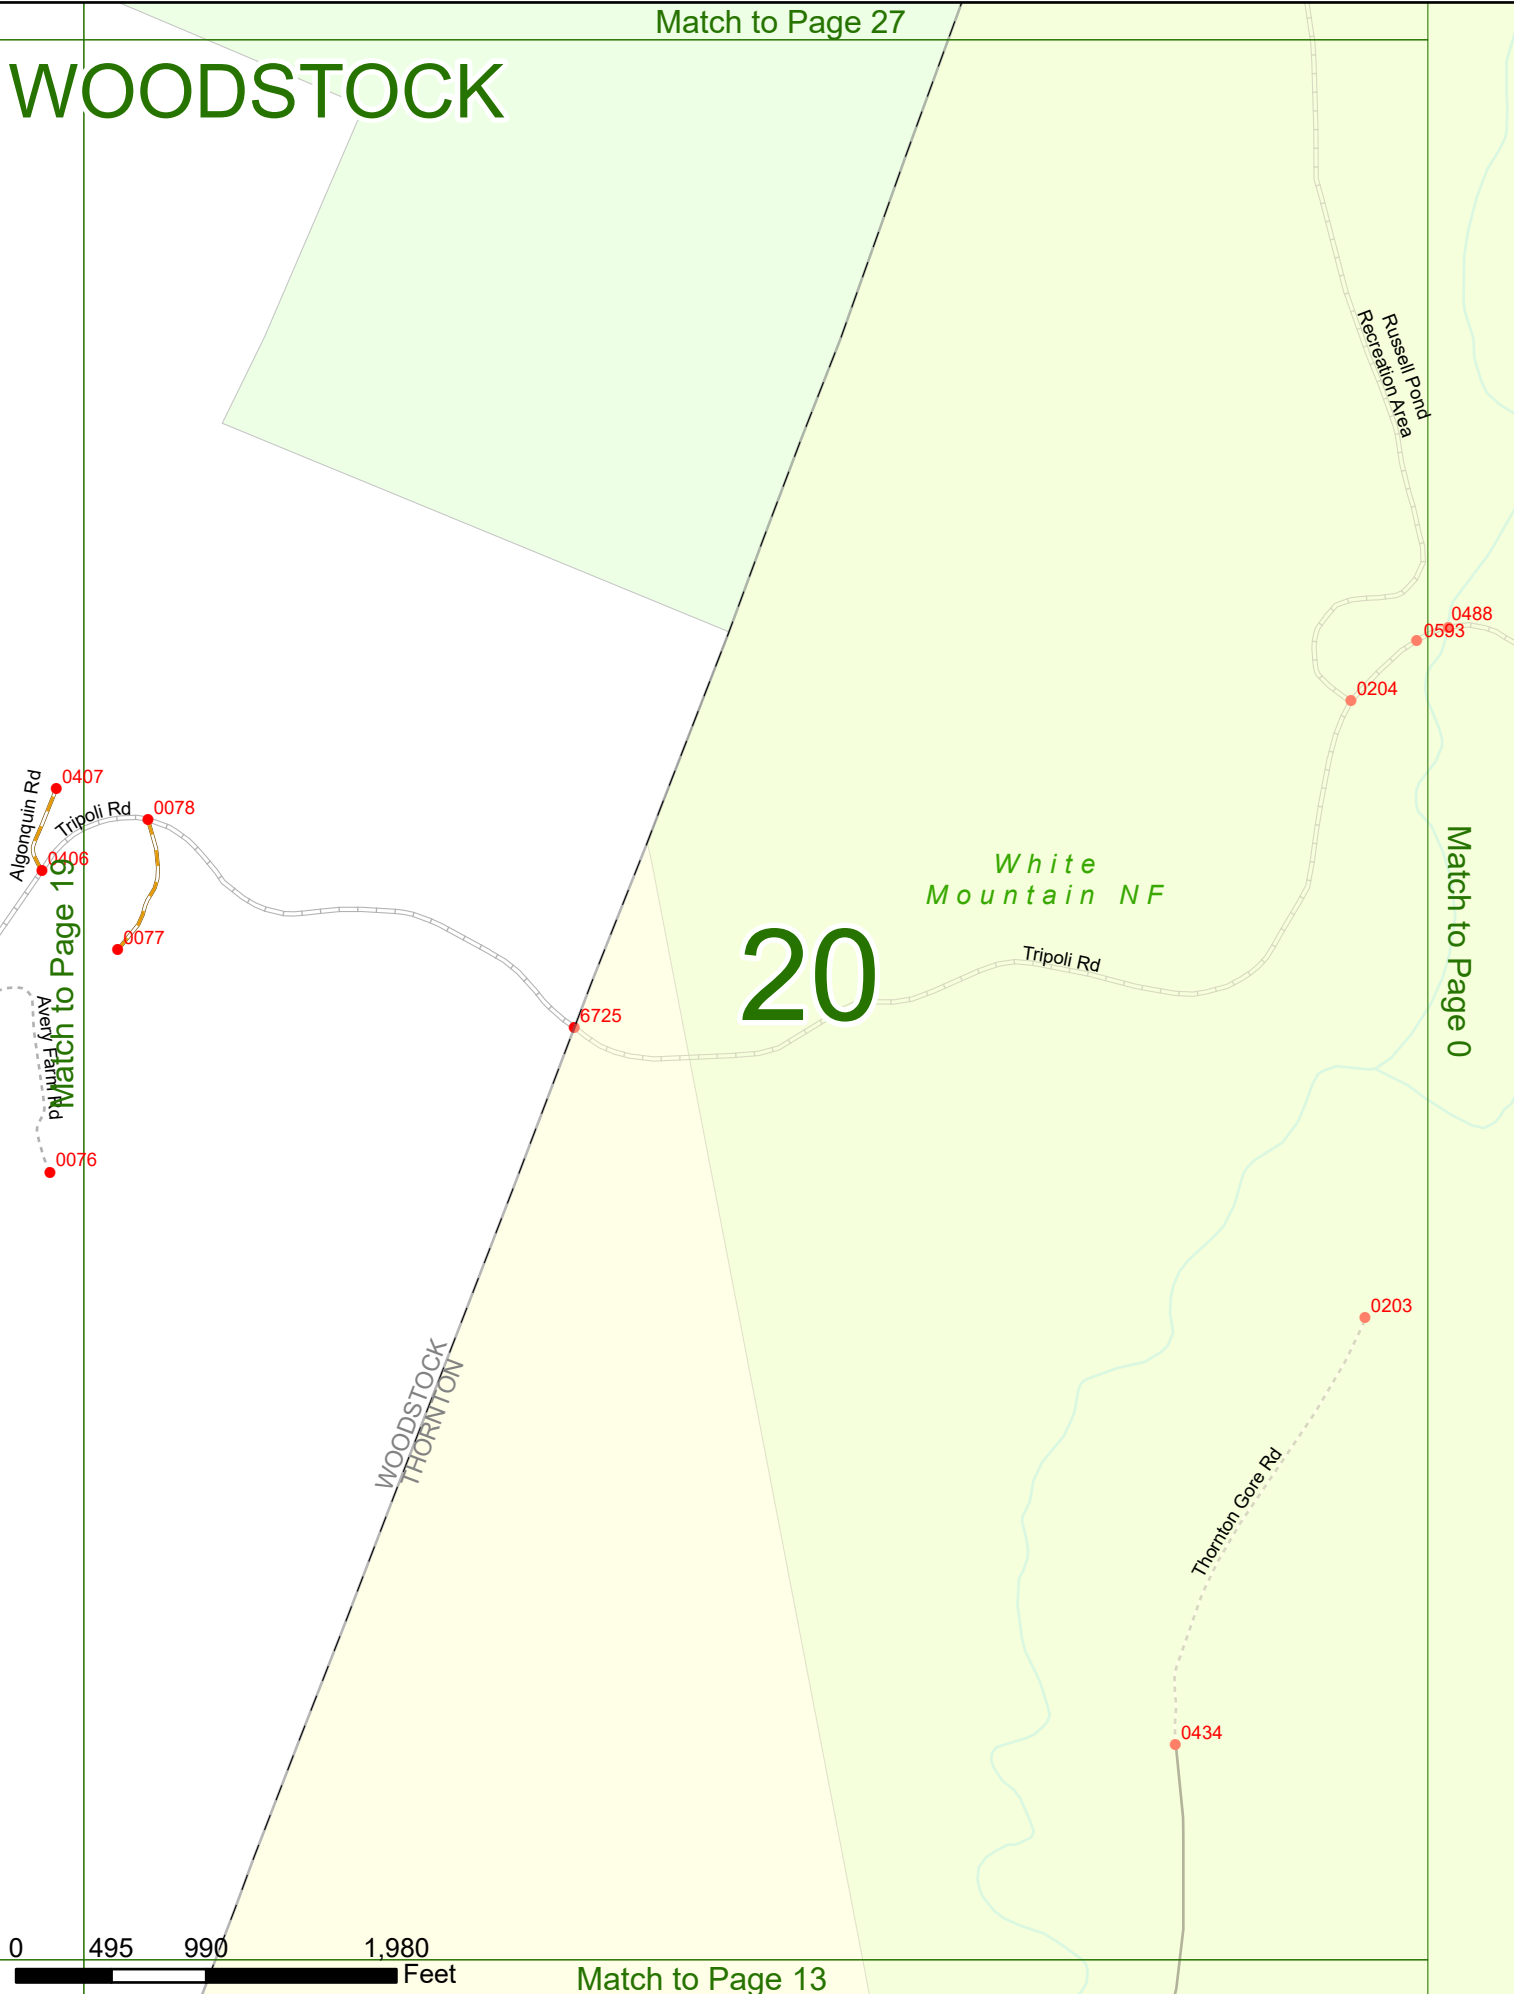 Match to Page 27
WOODSTOCK
Russell Pond
Recreation Area
0488
0593
0204
0407
Algonquin Rd
Tripoli Rd
0078
0406
Match to Page 19
0077
White
Mountain NF
20
Tripoli Rd
Match to Page 0
6725
Avery Farm Rd
0076
0203
WOODSTOCK
THORNTON
Thornton Gore Rd
0434
0 495 990 1,980
Feet
Match to Page 13